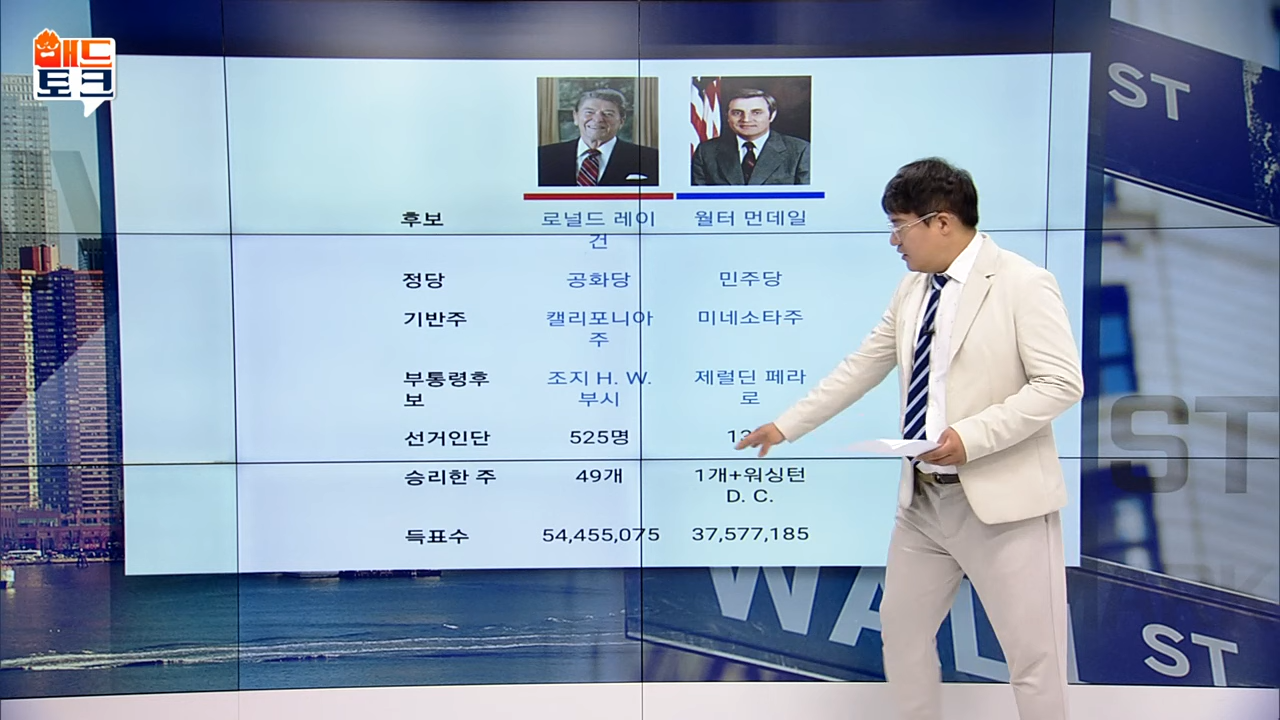 매드
토크
ST
후보
로널드 레이
건
월터 먼데일
정당
공화당
민주당
기반주
캘리포니아
주
미네소타주
부통령후
보
조지 H. W.
부시
제럴딘 페라
로
선거인단
525명
승리한 주
49개
1개+워싱턴
D. C.
득표수
54,455,075
37,577,185
ST
WALL
ST